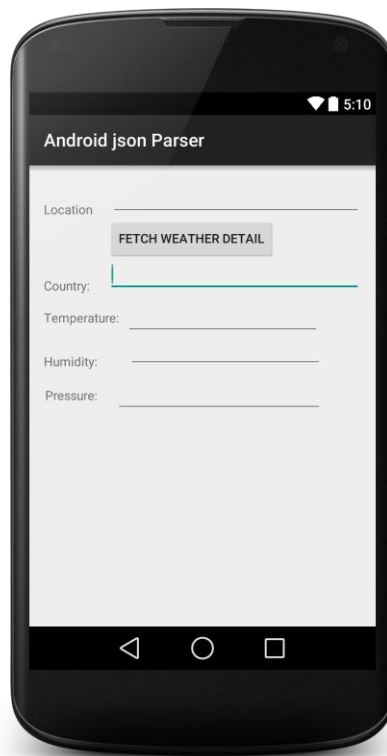 5:10
Android json Parser
Location
FETCH WEATHER DETAIL
Country:
Temperature:
Humidity:
Pressure: